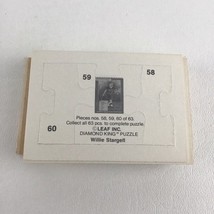 59
58
Pieces nos. 58, 59, 60 of 63.
Collect all 63 pcs. to complete puzzle.
© LEAF INC.
DIAMOND KING™ PUZZLE
Willie Stargell
60